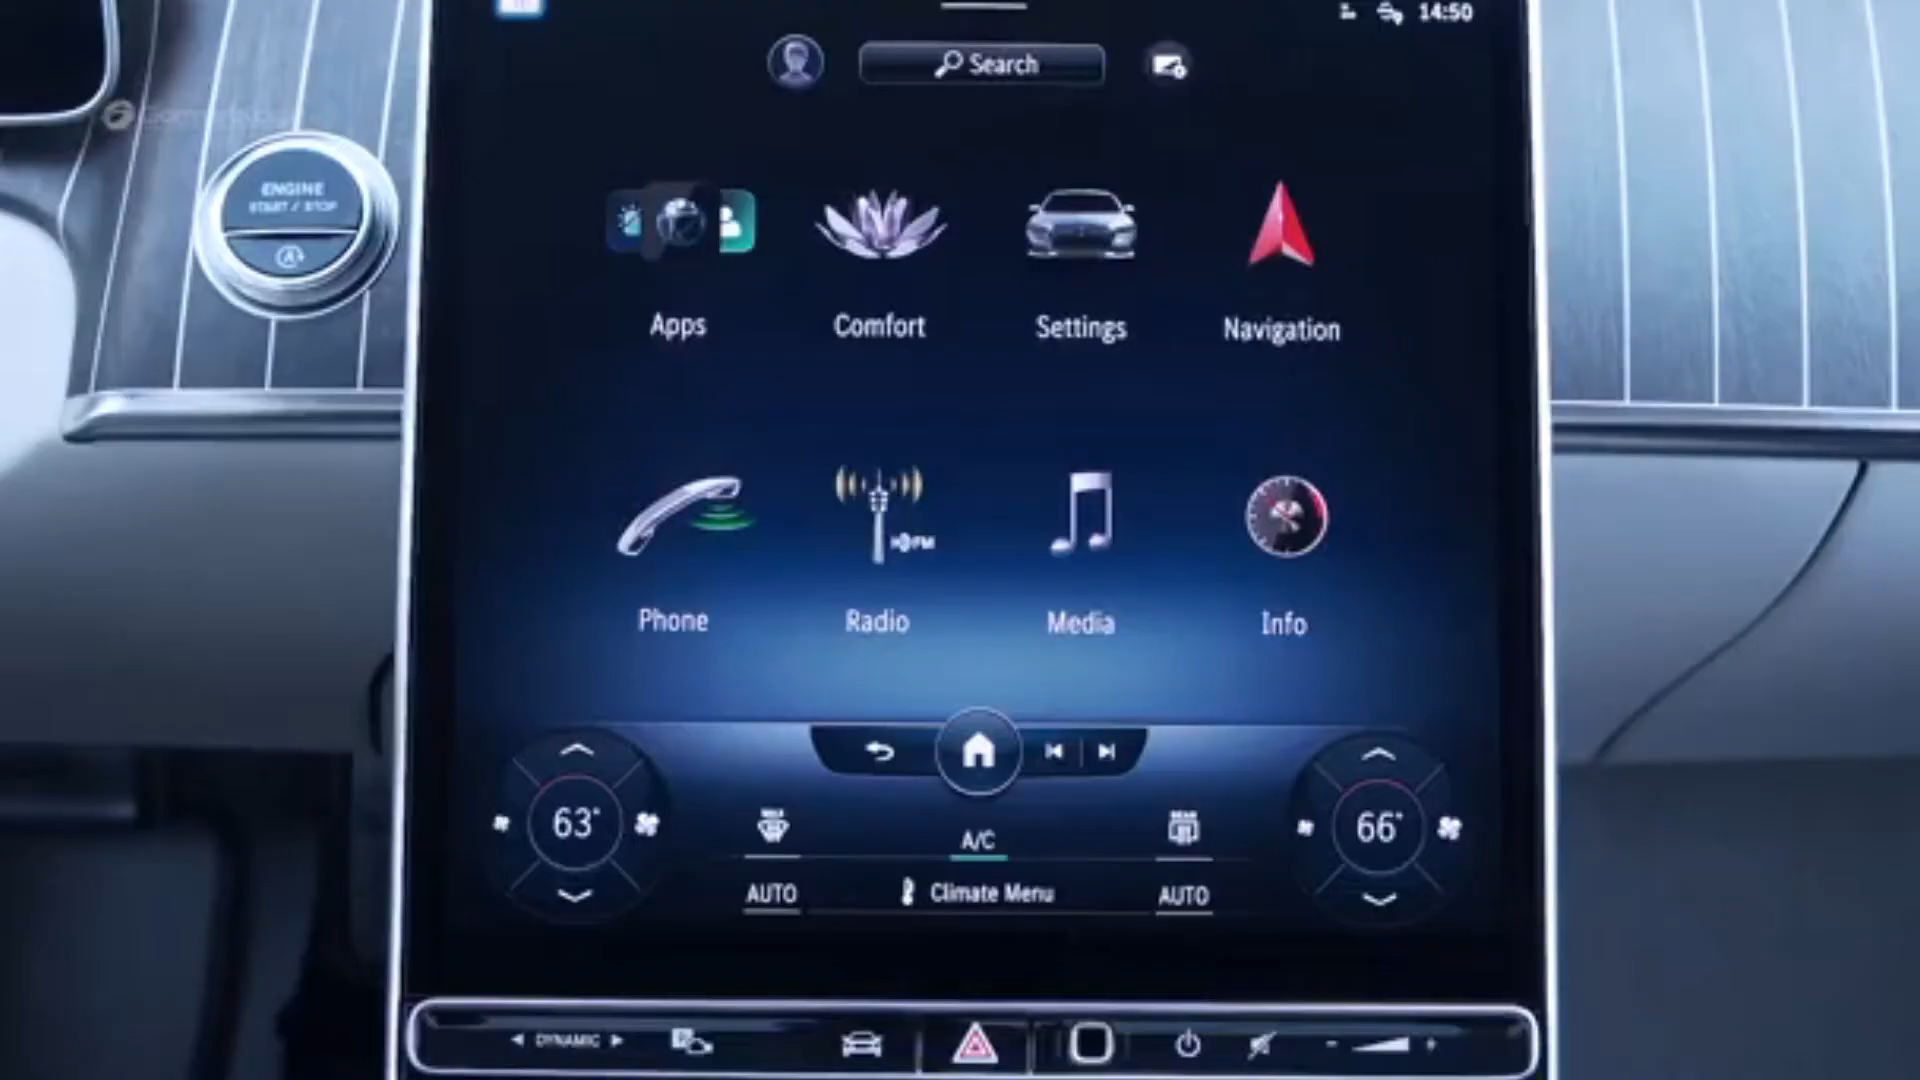 14:50
Search
ENGINE
START / STOP
Apps
Comfort
Settings
Navigation
Phone
Radio
Media
Info
63°
66°
A/C
AUTO
Climate Menu
AUTO
DYNAMIC